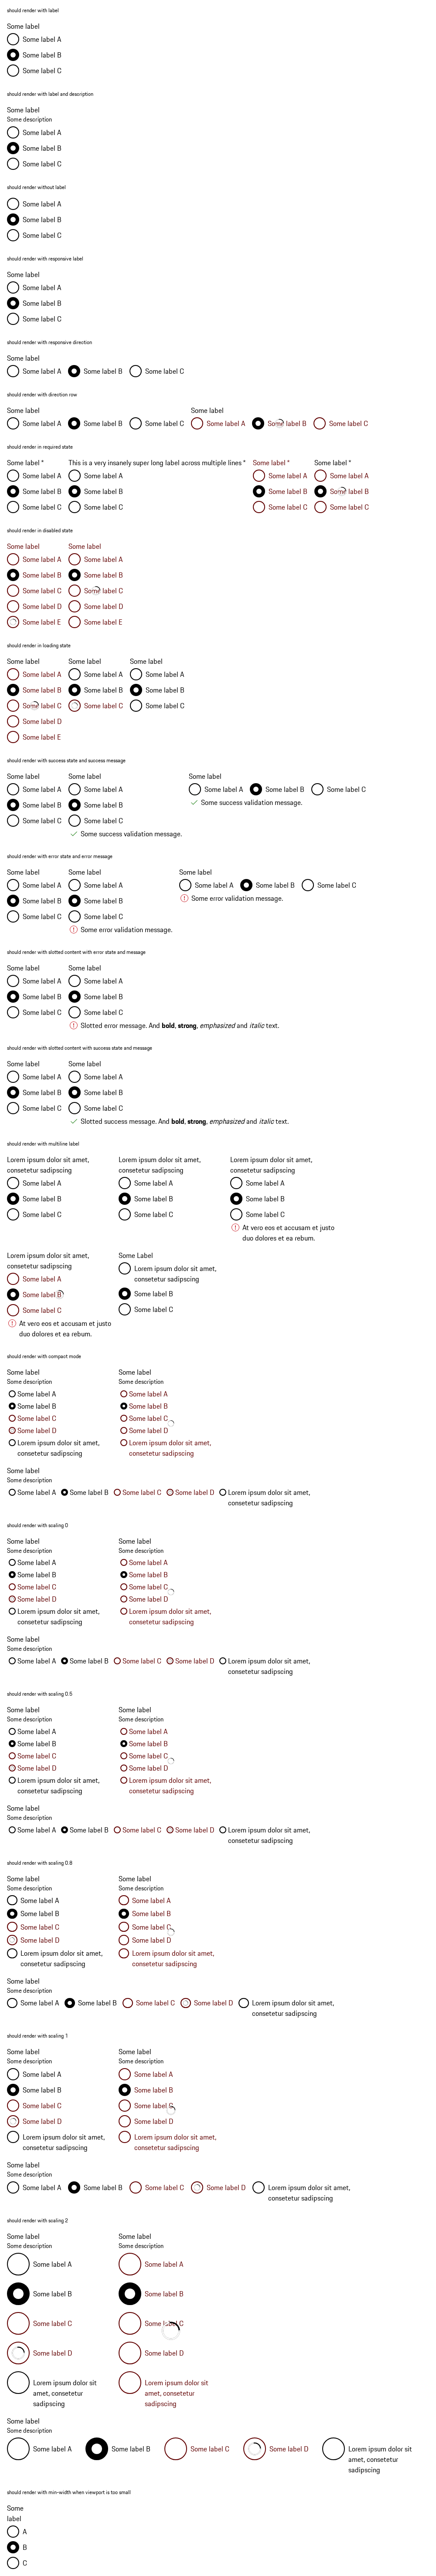 should render with label
Some label
Some label A
Some label B
Some label C
should render with label and description
Some label
Some description
Some label A
Some label B
Some label C
should render without label
Some label A
Some label B
Some label C
should render with responsive label
Some label
Some label A
Some label B
Some label C
should render with responsive direction
Some label
Some label A Some label B Some label C
should render with direction row
Some label Some label
Some label A Some label B Some label C Some label A Some label B Some label C
should render in required state
Some label * This is a very insanely super long label across multiple lines * Some label * Some label *
Some label A Some label A Some label A Some label A
Some label B Some label B Some label B Some label B
Some label C Some label C Some label C Some label C
should render in disabled state
Some label Some label
Some label A Some label A
Some label B Some label B
Some label C Some label C
Some label D Some label D
Some label E Some label E
should render in loading state
Some label Some label Some label
Some label A Some label A Some label A
Some label B Some label B Some label B
Some label C Some label C Some label C
Some label D
Some label E
should render with success state and success message
Some label Some label Some label
Some label A Some label A Some label A Some label B Some label C
Some label B Some label B Some success validation message.
Some label C Some label C
Some success validation message.
should render with error state and error message
Some label Some label Some label
Some label A Some label A Some label A Some label B Some label C
Some label B Some label B Some error validation message.
Some label C Some label C
Some error validation message.
should render with slotted content with error state and message
Some label Some label
Some label A Some label A
Some label B Some label B
Some label C Some label C
Slotted error message. And bold, strong, emphasized and italic text.
should render with slotted content with success state and message
Some label Some label
Some label A Some label A
Some label B Some label B
Some label C Some label C
Slotted success message. And bold, strong, emphasized and italic text.
should render with multiline label
Lorem ipsum dolor sit amet, Lorem ipsum dolor sit amet, Lorem ipsum dolor sit amet,
consetetur sadipscing consetetur sadipscing consetetur sadipscing
Some label A Some label A Some label A
Some label B Some label B Some label B
Some label C Some label C Some label C
At vero eos et accusam et justo
duo dolores et ea rebum.
Lorem ipsum dolor sit amet, Some Label
consetetur sadipscing Lorem ipsum dolor sit amet,
Some label A consetetur sadipscing
Some label B Some label B
Some label C Some label C
At vero eos et accusam et justo
duo dolores et ea rebum.
should render with compact mode
Some label Some label
Some description Some description
Some label A Some label A
Some label B Some label B
Some label C Some label C
Some label D Some label D
Lorem ipsum dolor sit amet, Lorem ipsum dolor sit amet,
consetetur sadipscing consetetur sadipscing
Some label
Some description
Some label A Some label B Some label C Some label D Lorem ipsum dolor sit amet,
consetetur sadipscing
should render with scaling 0
Some label Some label
Some description Some description
Some label A Some label A
Some label B Some label B
Some label C Some label C
Some label D Some label D
Lorem ipsum dolor sit amet, Lorem ipsum dolor sit amet,
consetetur sadipscing consetetur sadipscing
Some label
Some description
Some label A Some label B Some label C Some label D Lorem ipsum dolor sit amet,
consetetur sadipscing
should render with scaling 0.5
Some label Some label
Some description Some description
Some label A Some label A
Some label B Some label B
Some label C Some label C
Some label D Some label D
Lorem ipsum dolor sit amet, Lorem ipsum dolor sit amet,
consetetur sadipscing consetetur sadipscing
Some label
Some description
Some label A Some label B Some label C Some label D Lorem ipsum dolor sit amet,
consetetur sadipscing
should render with scaling 0.8
Some label Some label
Some description Some description
Some label A Some label A
Some label B Some label B
Some label C Some label C
Some label D Some label D
Lorem ipsum dolor sit amet, Lorem ipsum dolor sit amet,
consetetur sadipscing consetetur sadipscing
Some label
Some description
Some label A Some label B Some label C Some label D Lorem ipsum dolor sit amet,
consetetur sadipscing
should render with scaling 1
Some label Some label
Some description Some description
Some label A Some label A
Some label B Some label B
Some label C Some label C
Some label D Some label D
Lorem ipsum dolor sit amet, Lorem ipsum dolor sit amet,
consetetur sadipscing consetetur sadipscing
Some label
Some description
Some label A Some label B Some label C Some label D Lorem ipsum dolor sit amet,
consetetur sadipscing
should render with scaling 2
Some label Some label
Some description Some description
Some label A Some label A
Some label B Some label B
Some label C Some label C
Some label D Some label D
Lorem ipsum dolor sit Lorem ipsum dolor sit
amet, consetetur amet, consetetur
sadipscing sadipscing
Some label
Some description
Some label A Some label B Some label C Some label D Lorem ipsum dolor sit
amet, consetetur
sadipscing
should render with min-width when viewport is too small
Some
label
A
B
C